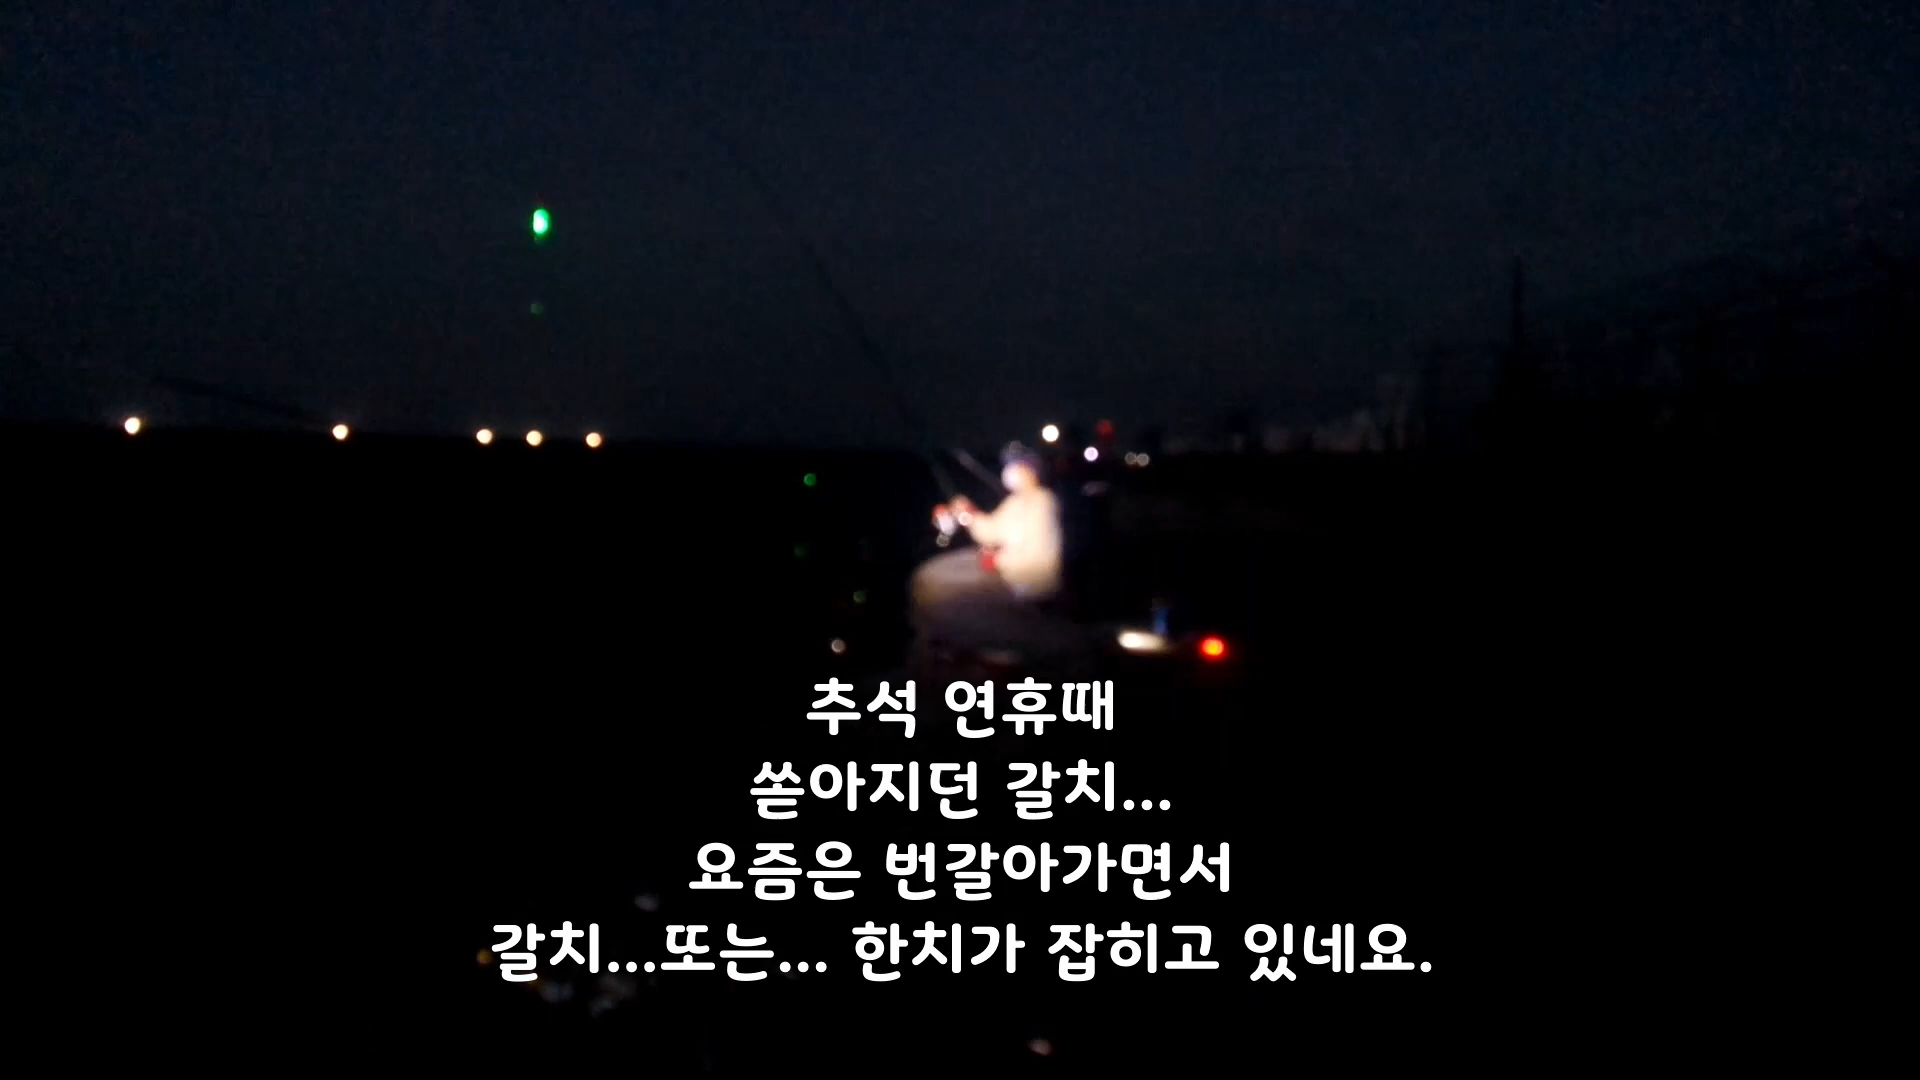 추석 연휴때
쏟아지던 갈치...
요즘은 번갈아가면서
갈치...또는... 한치가 잡히고 있네요.